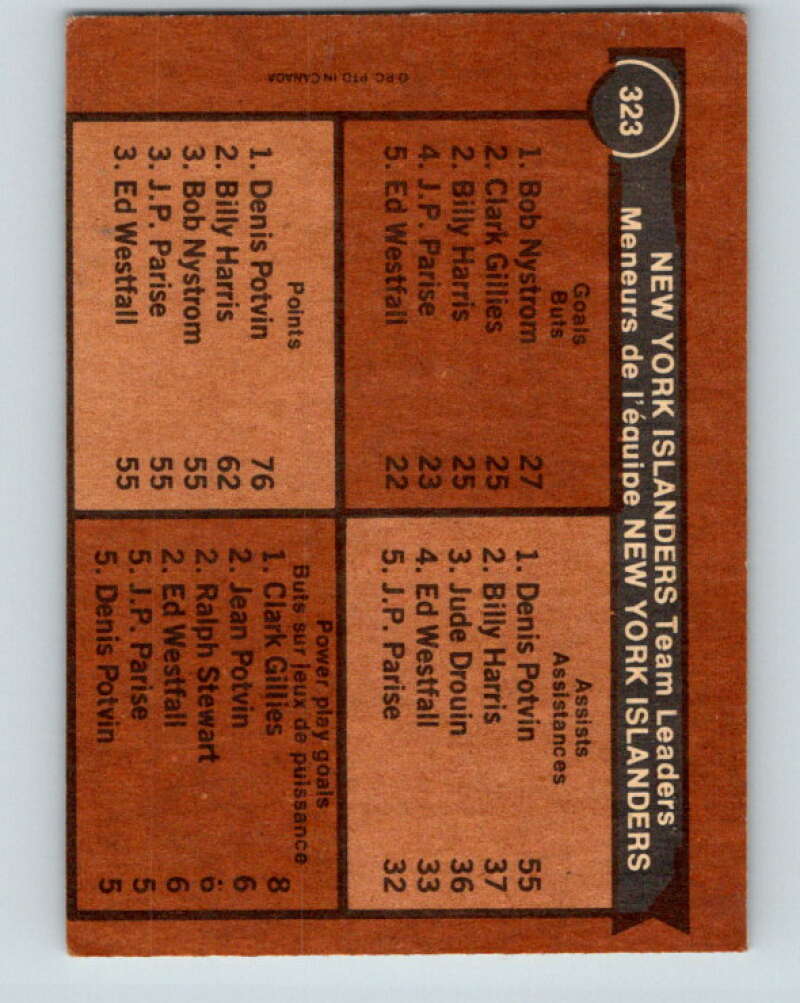 323
NEW YORK ISLANDERS Team Leaders
Meneurs de l'équipe NEW YORK ISLANDERS
Goals
Buts
1. Bob Nystrom 27
2. Clark Gillies 25
2. Billy Harris 25
4. J.P. Parise 23
5. Ed Westfall 22
Assists
Assistances
1. Denis Potvin 55
2. Billy Harris 37
3. Jude Drouin 36
4. Ed Westfall 33
5. J.P. Parise 32
Points
1. Denis Potvin 76
2. Billy Harris 62
3. Bob Nystrom 55
3. J.P. Parise 55
3. Ed Westfall 55
Power play goals
Buts sur jeux de puissance
1. Clark Gillies 8
2. Jean Potvin 6
2. Ralph Stewart 6
2. Ed Westfall 6
5. J.P. Parise 5
5. Denis Potvin 5
© O.P.C. PTD. IN CANADA